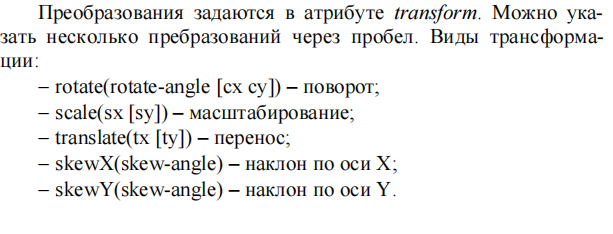 Преобразования задаются в атрибуте transform. Можно ука-
зать несколько пребразований через пробел. Виды трансформа-
ции:
– rotate(rotate-angle [cx cy]) – поворот;
– scale(sx [sy]) – масштабирование;
– translate(tx [ty]) – перенос;
– skewX(skew-angle) – наклон по оси X;
– skewY(skew-angle) – наклон по оси Y.